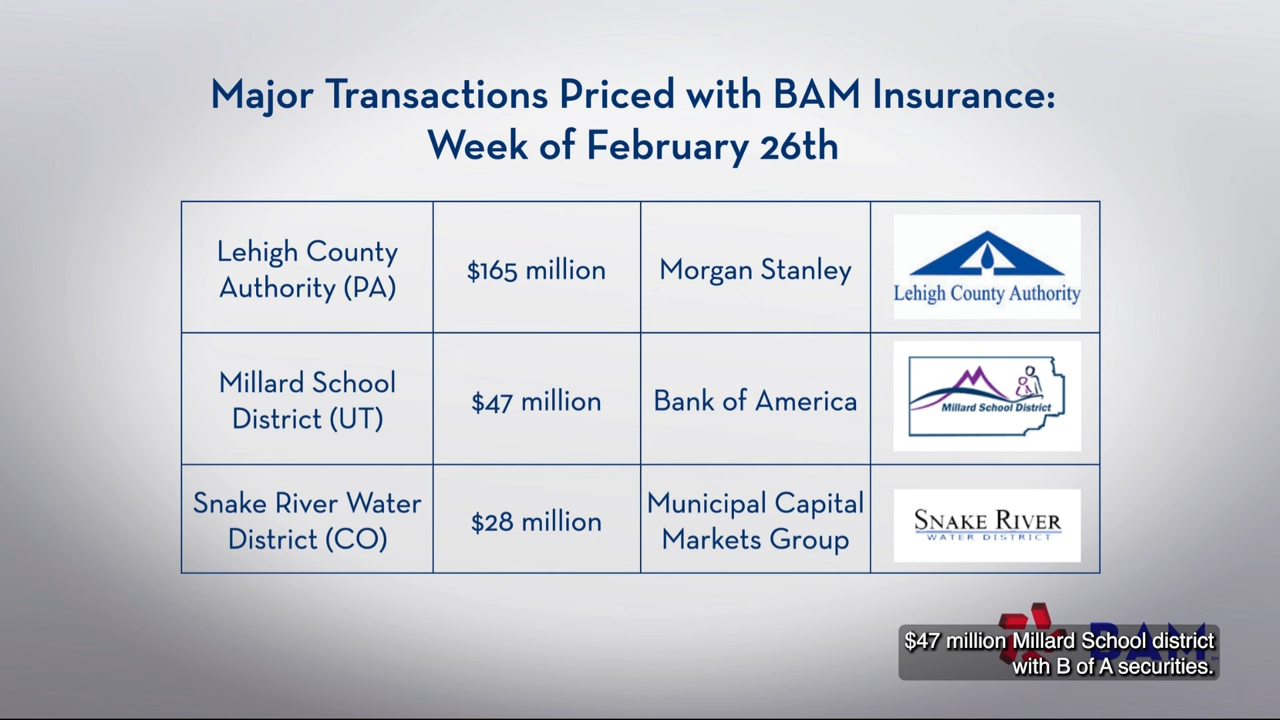 Major Transactions Priced with BAM Insurance:
Week of February 26th
Lehigh County
Authority (PA)
$165 million
Morgan Stanley
Lehigh County Authority
Millard School
District (UT)
$47 million
Bank of America
Millard School District
Snake River Water
District (CO)
$28 million
Municipal Capital
Markets Group
SNAKE RIVER
WATER DISTRICT
BAM
$47 million Millard School district
with B of A securities.